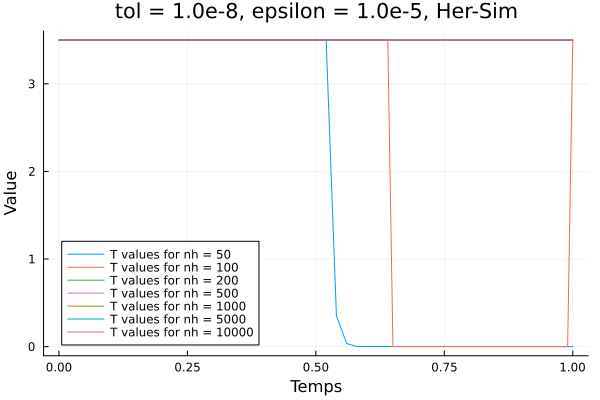 tol = 1.0e-8, epsilon = 1.0e-5, Her-Sim
Value
3
2
1
0
T values for nh = 50
T values for nh = 100
T values for nh = 200
T values for nh = 500
T values for nh = 1000
T values for nh = 5000
T values for nh = 10000
0.00 0.25 0.50 0.75 1.00
Temps